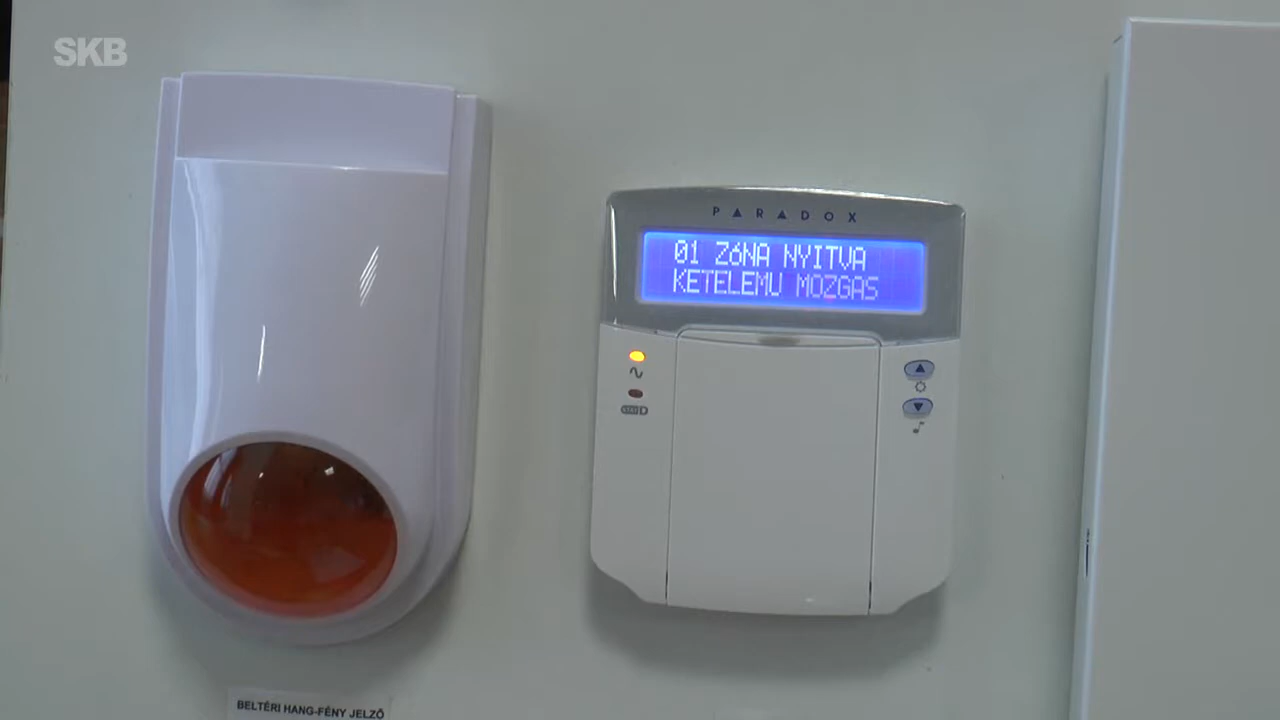 SKB
PARADOX
01 ZóNA NYITVA
KETELEMU MOZGAS
BELTÉRI HANG-FÉNY JELZŐ